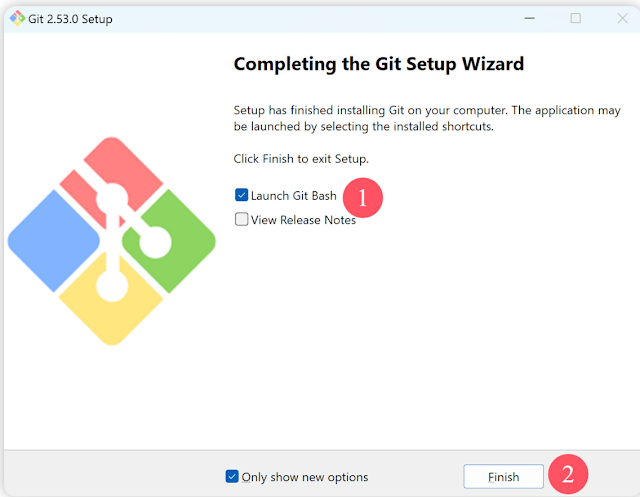 Git 2.53.0 Setup
Completing the Git Setup Wizard
Setup has finished installing Git on your computer. The application may
be launched by selecting the installed shortcuts.
Click Finish to exit Setup.
Launch Git Bash
1
View Release Notes
Only show new options
Finish
2